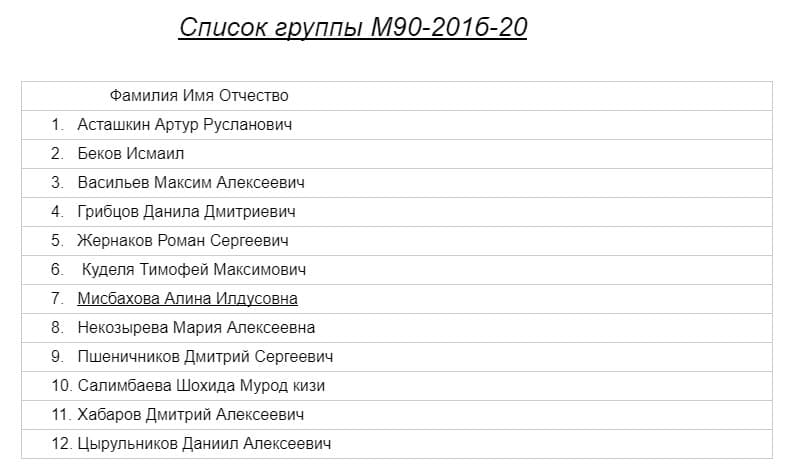 Список группы М90-201б-20
Фамилия Имя Отчество
1. Асташкин Артур Русланович
2. Беков Исмаил
3. Васильев Максим Алексеевич
4. Грибцов Данила Дмитриевич
5. Жернаков Роман Сергеевич
6. Куделя Тимофей Максимович
7. Мисбахова Алина Илдусовна
8. Некозырева Мария Алексеевна
9. Пшеничников Дмитрий Сергеевич
10. Салимбаева Шохида Мурод кизи
11. Хабаров Дмитрий Алексеевич
12. Цырульников Даниил Алексеевич